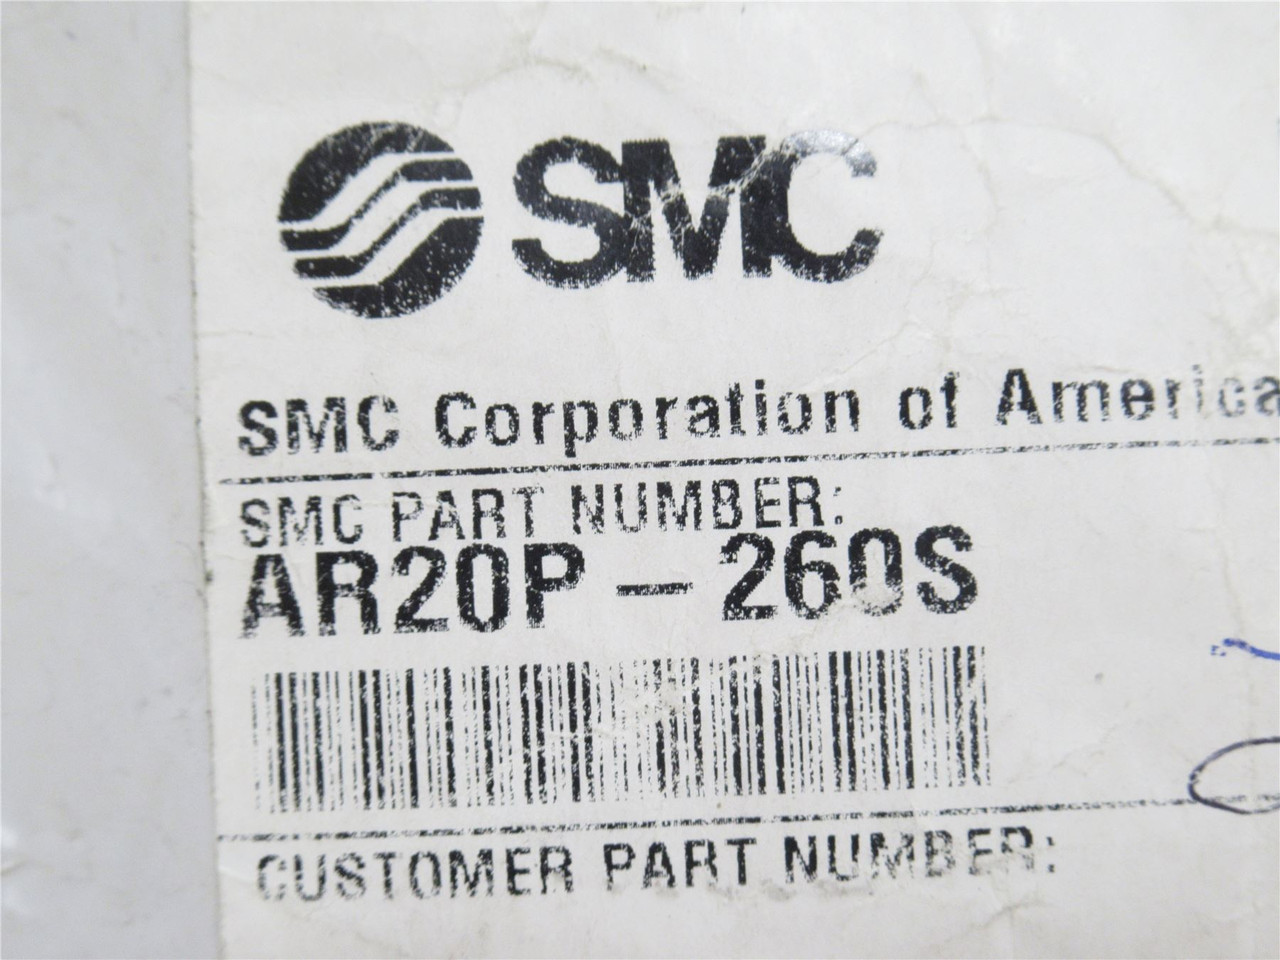 SMC
SMC Corporation of America
SMC PART NUMBER:
AR20P-260S
CUSTOMER PART NUMBER: